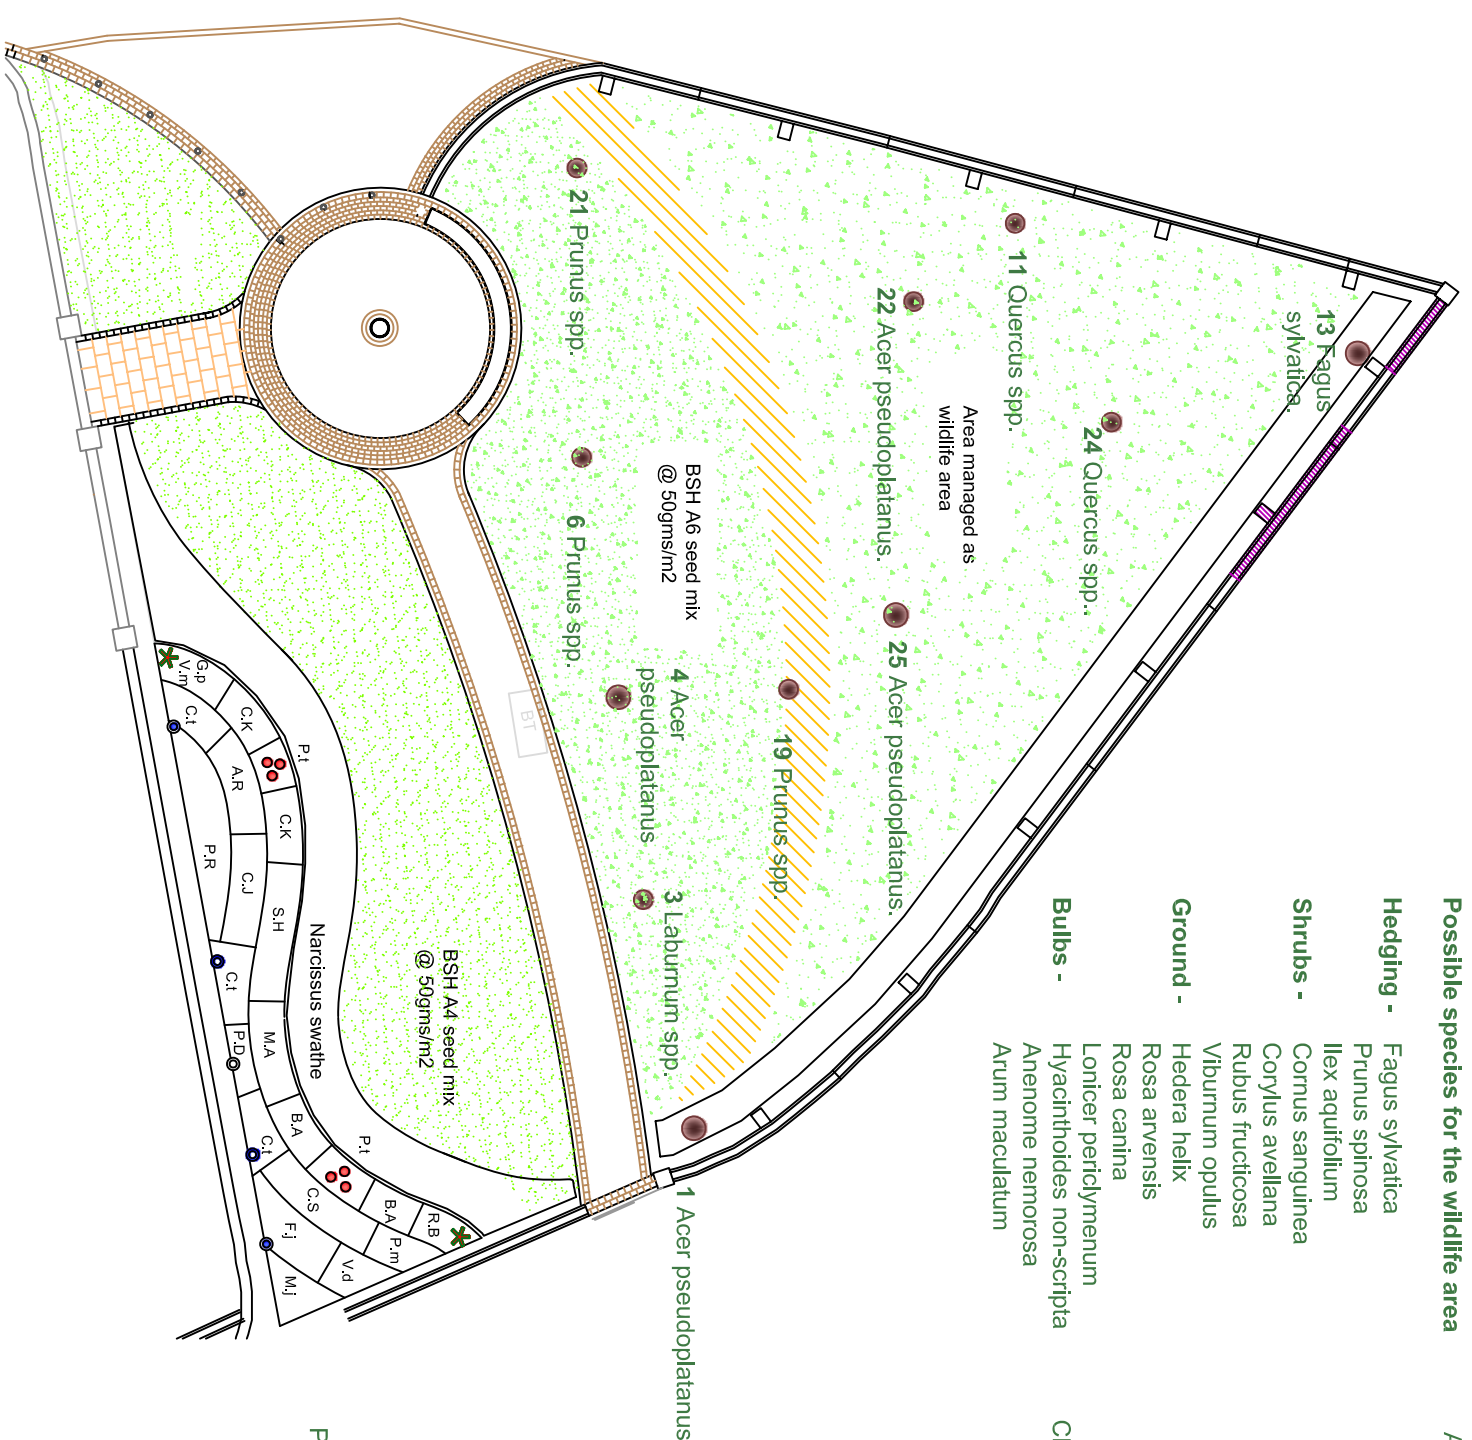 Possible species for the wildlife area
Hedging - Fagus sylvatica
Prunus spinosa
Ilex aquifolium
Shrubs - Cornus sanguinea
Corylus avellana
Rubus fructicosa
Viburnum opulus
Ground - Hedera helix
Rosa arvensis
Rosa canina
Lonicer periclymenum
Bulbs - Hyacinthoides non-scripta
Anenome nemorosa
Arum maculatum
13 Fagus
sylvatica.
24 Quercus spp..
11 Quercus spp.
Area managed as
wildlife area
22 Acer pseudoplatanus.
25 Acer pseudoplatanus.
19 Prunus spp.
BSH A6 seed mix
@ 50gms/m2
21 Prunus spp.
6 Prunus spp.
4 Acer
pseudoplatanus
3 Laburnum spp.
1 Acer pseudoplatanus
BT
BSH A4 seed mix
@ 50gms/m2
Narcissus swathe
P.t
P.t
G.p
V.m
C.t
C.K
A.R
C.K
P.R
C.J
S.H
C.t
P.D
M.A
B.A
C.t
C.S
B.A
R.B
P.m
F.j
V.d
M.j